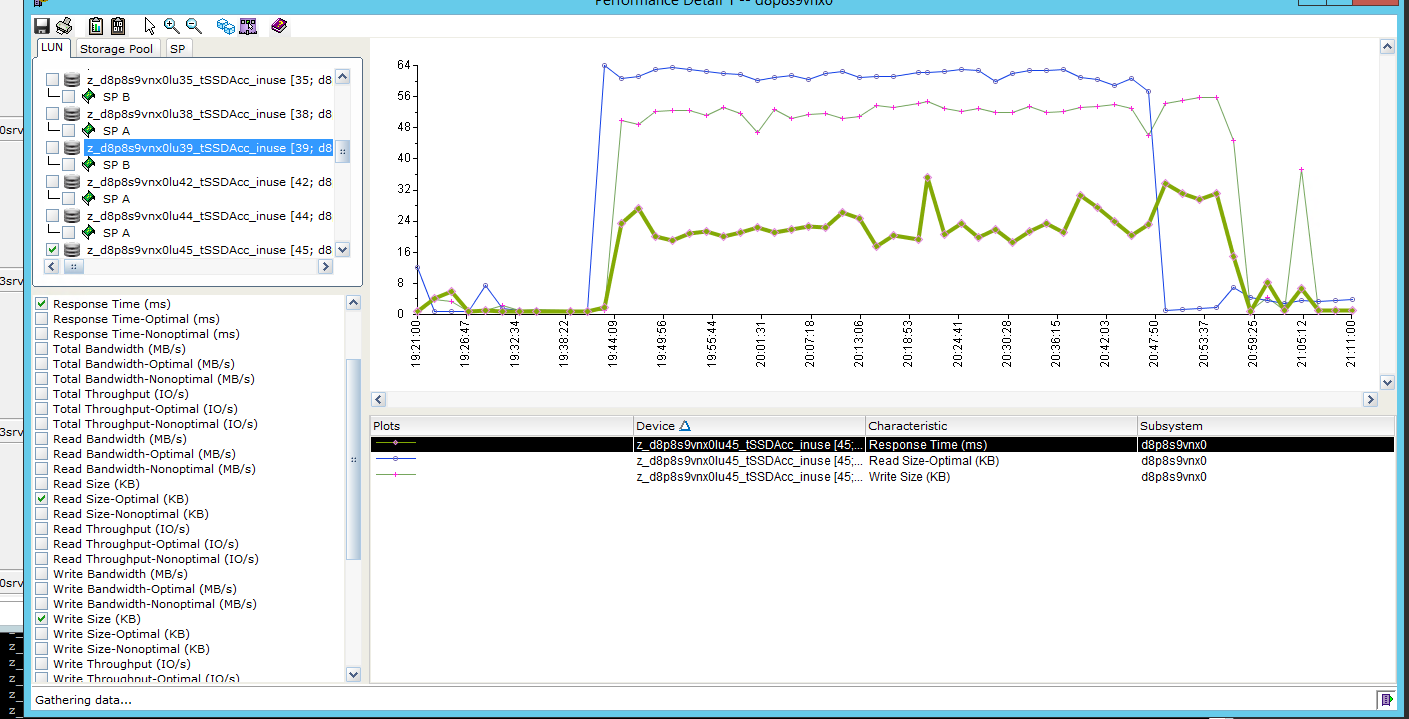 Performance Detail 1 -- d8p8s9vnx0
LUN
Storage Pool
SP
z_d8p8s9vnx0lu35_tSSDAcc_inuse [35; d8
SP B
z_d8p8s9vnx0lu38_tSSDAcc_inuse [38; d8
SP A
z_d8p8s9vnx0lu39_tSSDAcc_inuse [39; d8
SP B
z_d8p8s9vnx0lu42_tSSDAcc_inuse [42; d8
SP A
z_d8p8s9vnx0lu44_tSSDAcc_inuse [44; d8
SP A
z_d8p8s9vnx0lu45_tSSDAcc_inuse [45; d8
Response Time (ms)
Response Time-Optimal (ms)
Response Time-Nonoptimal (ms)
Total Bandwidth (MB/s)
Total Bandwidth-Optimal (MB/s)
Total Bandwidth-Nonoptimal (MB/s)
Total Throughput (IO/s)
Total Throughput-Optimal (IO/s)
Total Throughput-Nonoptimal (IO/s)
Read Bandwidth (MB/s)
Read Bandwidth-Optimal (MB/s)
Read Bandwidth-Nonoptimal (MB/s)
Read Size (KB)
Read Size-Optimal (KB)
Read Size-Nonoptimal (KB)
Read Throughput (IO/s)
Read Throughput-Optimal (IO/s)
Read Throughput-Nonoptimal (IO/s)
Write Bandwidth (MB/s)
Write Bandwidth-Optimal (MB/s)
Write Bandwidth-Nonoptimal (MB/s)
Write Size (KB)
Write Size-Optimal (KB)
Write Size-Nonoptimal (KB)
Write Throughput (IO/s)
Write Throughput-Optimal (IO/s)
64
56
48
40
32
24
16
8
0
19:21:00
19:26:47
19:32:34
19:38:22
19:44:09
19:49:56
19:55:44
20:01:31
20:07:18
20:13:06
20:18:53
20:24:41
20:30:28
20:36:15
20:42:03
20:47:50
20:53:37
20:59:25
21:05:12
21:11:00
Plots Device Characteristic Subsystem
z_d8p8s9vnx0lu45_tSSDAcc_inuse [45;... Response Time (ms) d8p8s9vnx0
z_d8p8s9vnx0lu45_tSSDAcc_inuse [45;... Read Size-Optimal (KB) d8p8s9vnx0
z_d8p8s9vnx0lu45_tSSDAcc_inuse [45;... Write Size (KB) d8p8s9vnx0
Gathering data...
0srv
3srv
3srv
0srv
z_
z_
z_
z_
z_